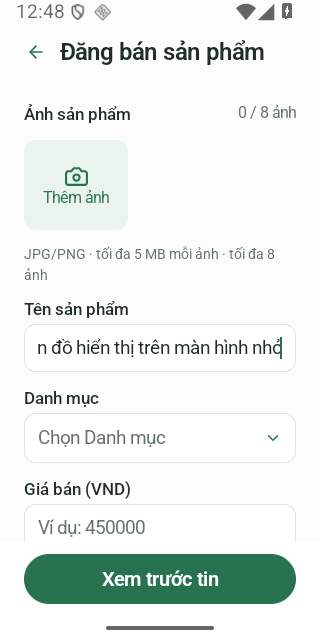 12:48
Đăng bán sản phẩm
Ảnh sản phẩm
0 / 8 ảnh
Thêm ảnh
JPG/PNG · tối đa 5 MB mỗi ảnh · tối đa 8
ảnh
Tên sản phẩm
n đồ hiển thị trên màn hình nhỏ
Danh mục
Chọn Danh mục
Giá bán (VND)
Ví dụ: 450000
Xem trước tin